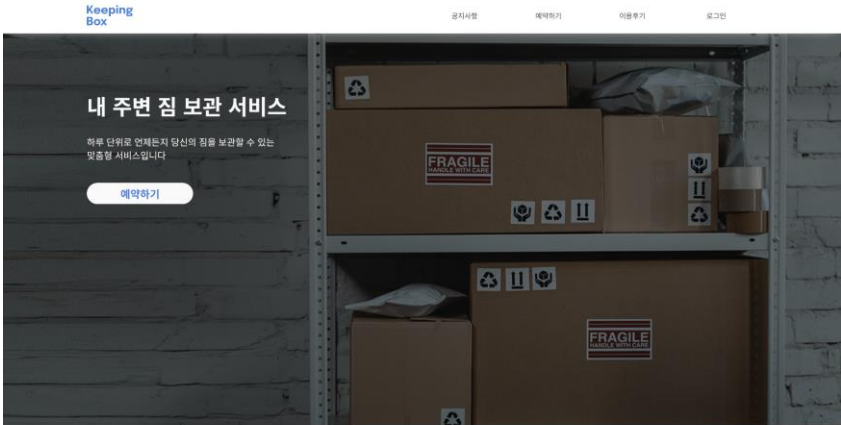 Keeping
Box
공지사항
예약하기
이용후기
로그인
내 주변 짐 보관 서비스
하루 단위로 언제든지 당신의 짐을 보관할 수 있는
맞춤형 서비스입니다
예약하기
FRAGILE
HANDLE WITH CARE
FRAGILE
HANDLE WITH CARE